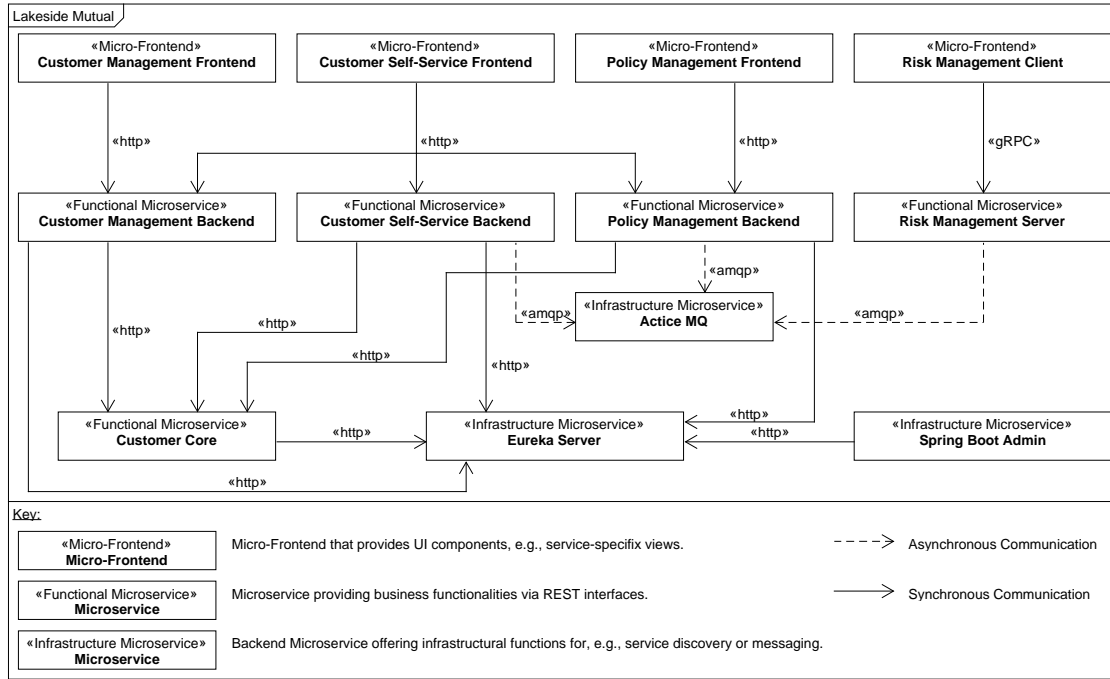 Lakeside Mutual
«Micro-Frontend»
Customer Management Frontend
«Micro-Frontend»
Customer Self-Service Frontend
«Micro-Frontend»
Policy Management Frontend
«Micro-Frontend»
Risk Management Client
«http»
«http»
«http»
«gRPC»
«http»
«Functional Microservice»
Customer Management Backend
«Functional Microservice»
Customer Self-Service Backend
«Functional Microservice»
Policy Management Backend
«Functional Microservice»
Risk Management Server
«amqp»
«Infrastructure Microservice»
Actice MQ
«amqp»
«amqp»
«http»
«http»
«http»
«http»
«Functional Microservice»
Customer Core
«http»
«Infrastructure Microservice»
Eureka Server
«http»
«http»
«Infrastructure Microservice»
Spring Boot Admin
«http»
Key:
«Micro-Frontend»
Micro-Frontend
Micro-Frontend that provides UI components, e.g., service-specifix views.
Asynchronous Communication
«Functional Microservice»
Microservice
Microservice providing business functionalities via REST interfaces.
Synchronous Communication
«Infrastructure Microservice»
Microservice
Backend Microservice offering infrastructural functions for, e.g., service discovery or messaging.